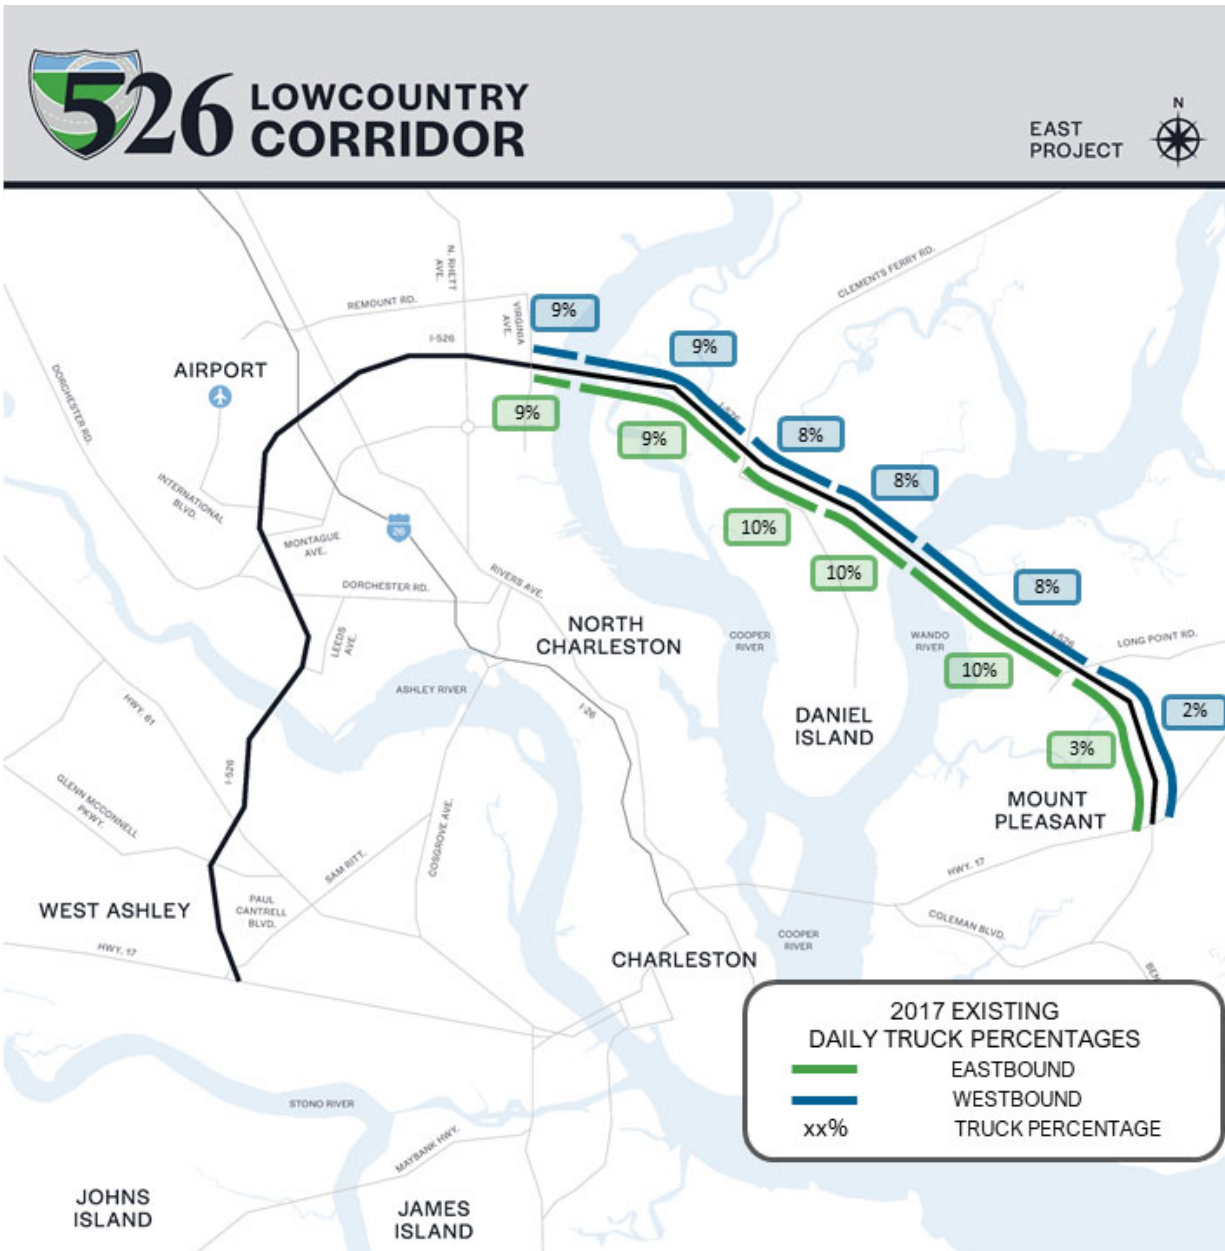 526 LOWCOUNTRY
CORRIDOR
EAST
PROJECT
N
N. RHETT
AVE.
CLEMENTS FERRY RD.
REMOUNT RD.
VIRGINIA
AVE.
9%
9%
I-526
AIRPORT
DORCHESTER RD.
9%
9%
I-526
8%
8%
INTERNATIONAL
BLVD.
26
10%
MONTAGUE
AVE.
10%
DORCHESTER RD.
RIVERS AVE.
8%
NORTH
CHARLESTON
LEEDS
AVE.
COOPER
RIVER
WANDO
RIVER
I-526
LONG POINT RD.
10%
ASHLEY RIVER
HWY. 61
I-26
DANIEL
ISLAND
2%
3%
I-526
GLENN MCCONNELL
PKWY.
COSGROVE AVE.
MOUNT
PLEASANT
SAM RITT.
HWY. 17
WEST ASHLEY
PAUL
CANTRELL
BLVD.
COLEMAN BLVD.
HWY. 17
COOPER
RIVER
CHARLESTON
BEN
2017 EXISTING
DAILY TRUCK PERCENTAGES
EASTBOUND
WESTBOUND
xx% TRUCK PERCENTAGE
STONO RIVER
MAYBANK HWY.
JOHNS
ISLAND
JAMES
ISLAND